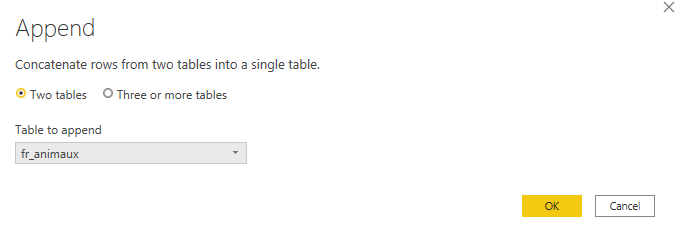 Append
Concatenate rows from two tables into a single table.
Two tables Three or more tables
Table to append
fr_animaux
OK Cancel